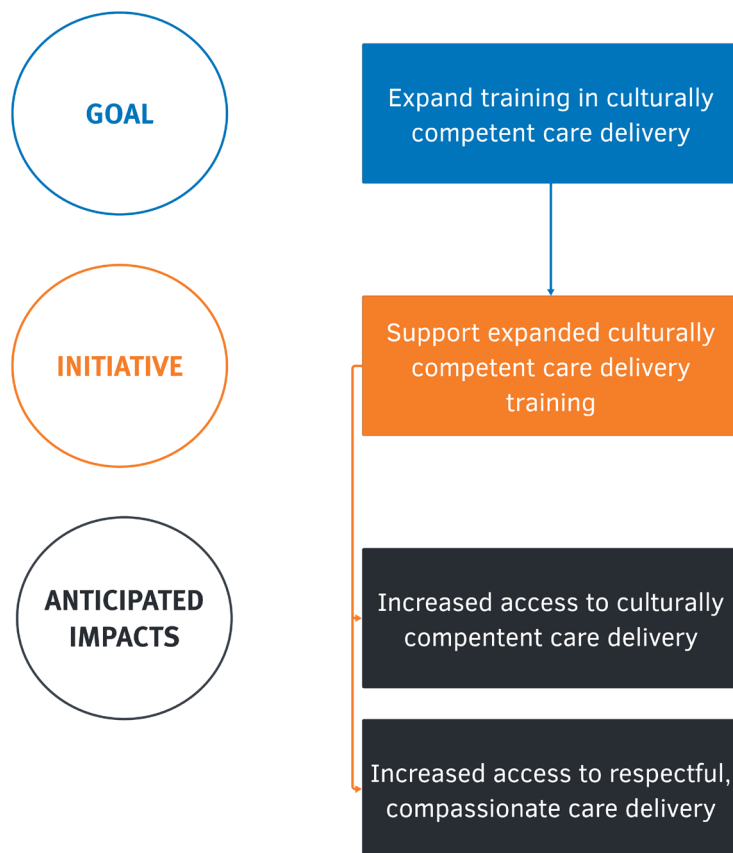 GOAL
Expand training in culturally
competent care delivery
INITIATIVE
Support expanded culturally
competent care delivery
training
ANTICIPATED
IMPACTS
Increased access to culturally
compentent care delivery
Increased access to respectful,
compassionate care delivery